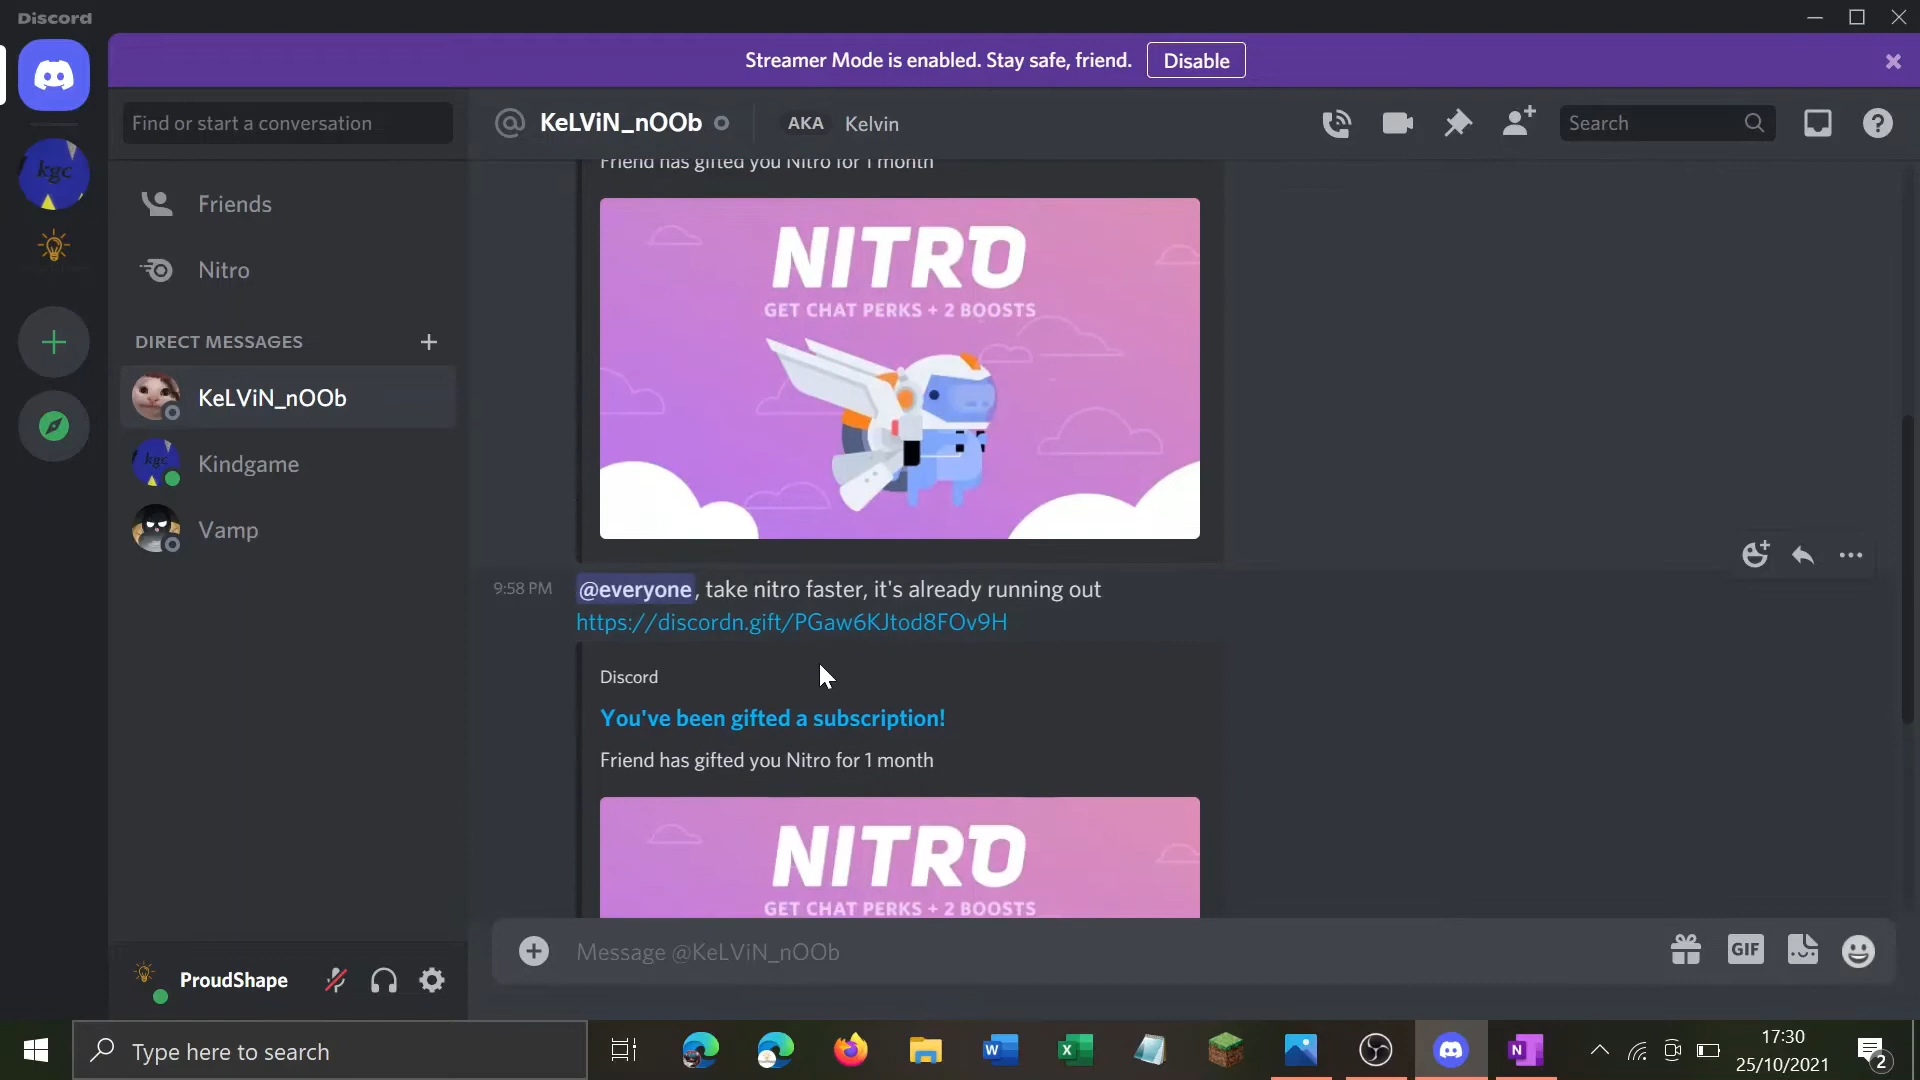 Discord
Streamer Mode is enabled. Stay safe, friend.
Disable
Find or start a conversation
KeLViN_nOOb
AKA
Kelvin
Search
kgc
Friends
Nitro
DIRECT MESSAGES
KeLViN_nOOb
kgc
Kindgame
Vamp
Friend has gifted you Nitro for 1 month
NITRO
GET CHAT PERKS + 2 BOOSTS
9:58 PM
@everyone, take nitro faster, it's already running out
https://discordn.gift/PGaw6KJtod8FOv9H
Discord
You've been gifted a subscription!
Friend has gifted you Nitro for 1 month
NITRO
GET CHAT PERKS + 2 BOOSTS
Message @KeLViN_nOOb
GIF
ProudShape
Type here to search
W
X
N
17:30
25/10/2021
2